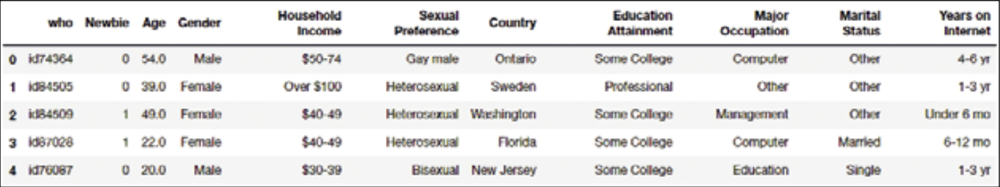 who Newbie Age Gender Household Income Sexual Preference Country Education Attainment Major Occupation Marital Status Years on Internet
0 id74364 0 54.0 Male $50-74 Gay male Ontario Some College Computer Other 4-6 yr
1 id84505 0 39.0 Female Over $100 Heterosexual Sweden Professional Other Other 1-3 yr
2 id84509 1 49.0 Female $40-49 Heterosexual Washington Some College Management Other Under 6 mo
3 id87028 1 22.0 Female $40-49 Heterosexual Florida Some College Computer Married 6-12 mo
4 id76087 0 20.0 Male $30-39 Bisexual New Jersey Some College Education Single 1-3 yr